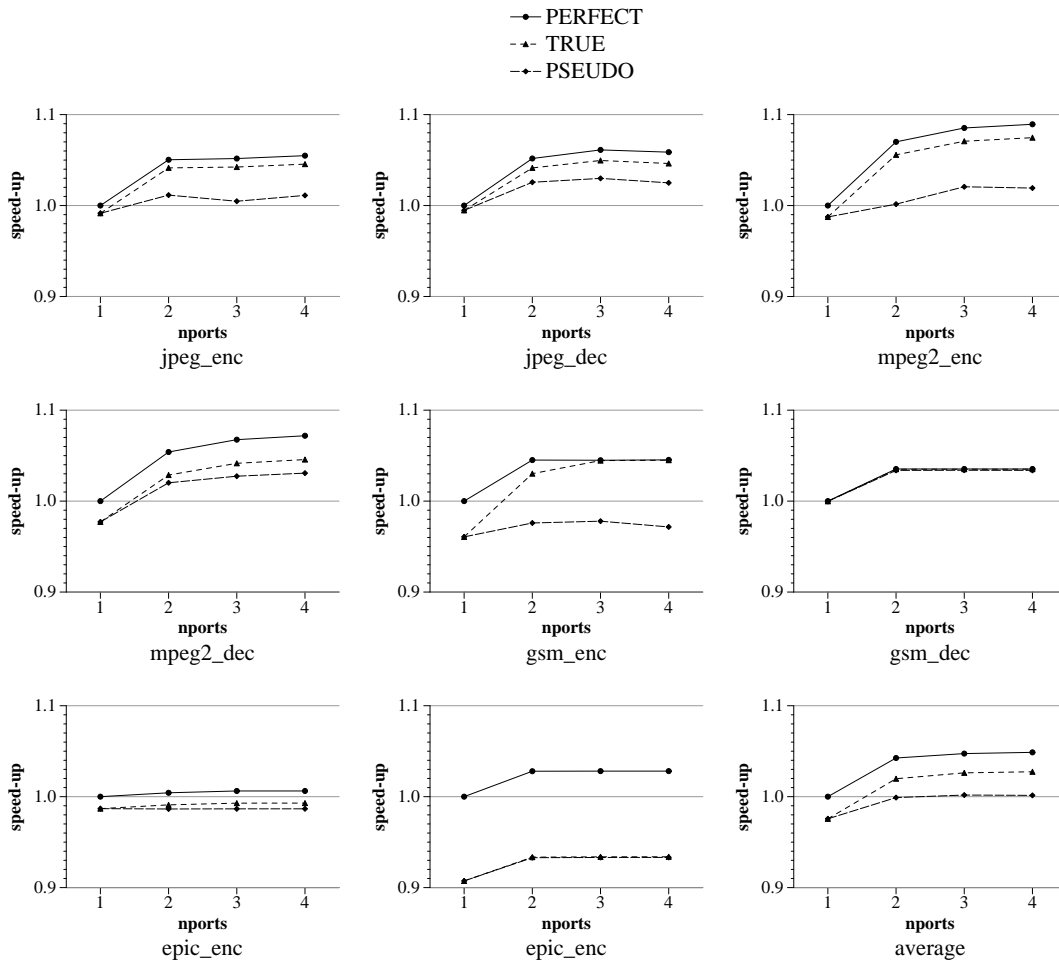 PERFECT
TRUE
PSEUDO
1.1
1.0
0.9
speed-up
1 2 3 4
nports
jpeg_enc
1.1
1.0
0.9
speed-up
1 2 3 4
nports
jpeg_dec
1.1
1.0
0.9
speed-up
1 2 3 4
nports
mpeg2_enc
1.1
1.0
0.9
speed-up
1 2 3 4
nports
mpeg2_dec
1.1
1.0
0.9
speed-up
1 2 3 4
nports
gsm_enc
1.1
1.0
0.9
speed-up
1 2 3 4
nports
gsm_dec
1.1
1.0
0.9
speed-up
1 2 3 4
nports
epic_enc
1.1
1.0
0.9
speed-up
1 2 3 4
nports
epic_enc
1.1
1.0
0.9
speed-up
1 2 3 4
nports
average